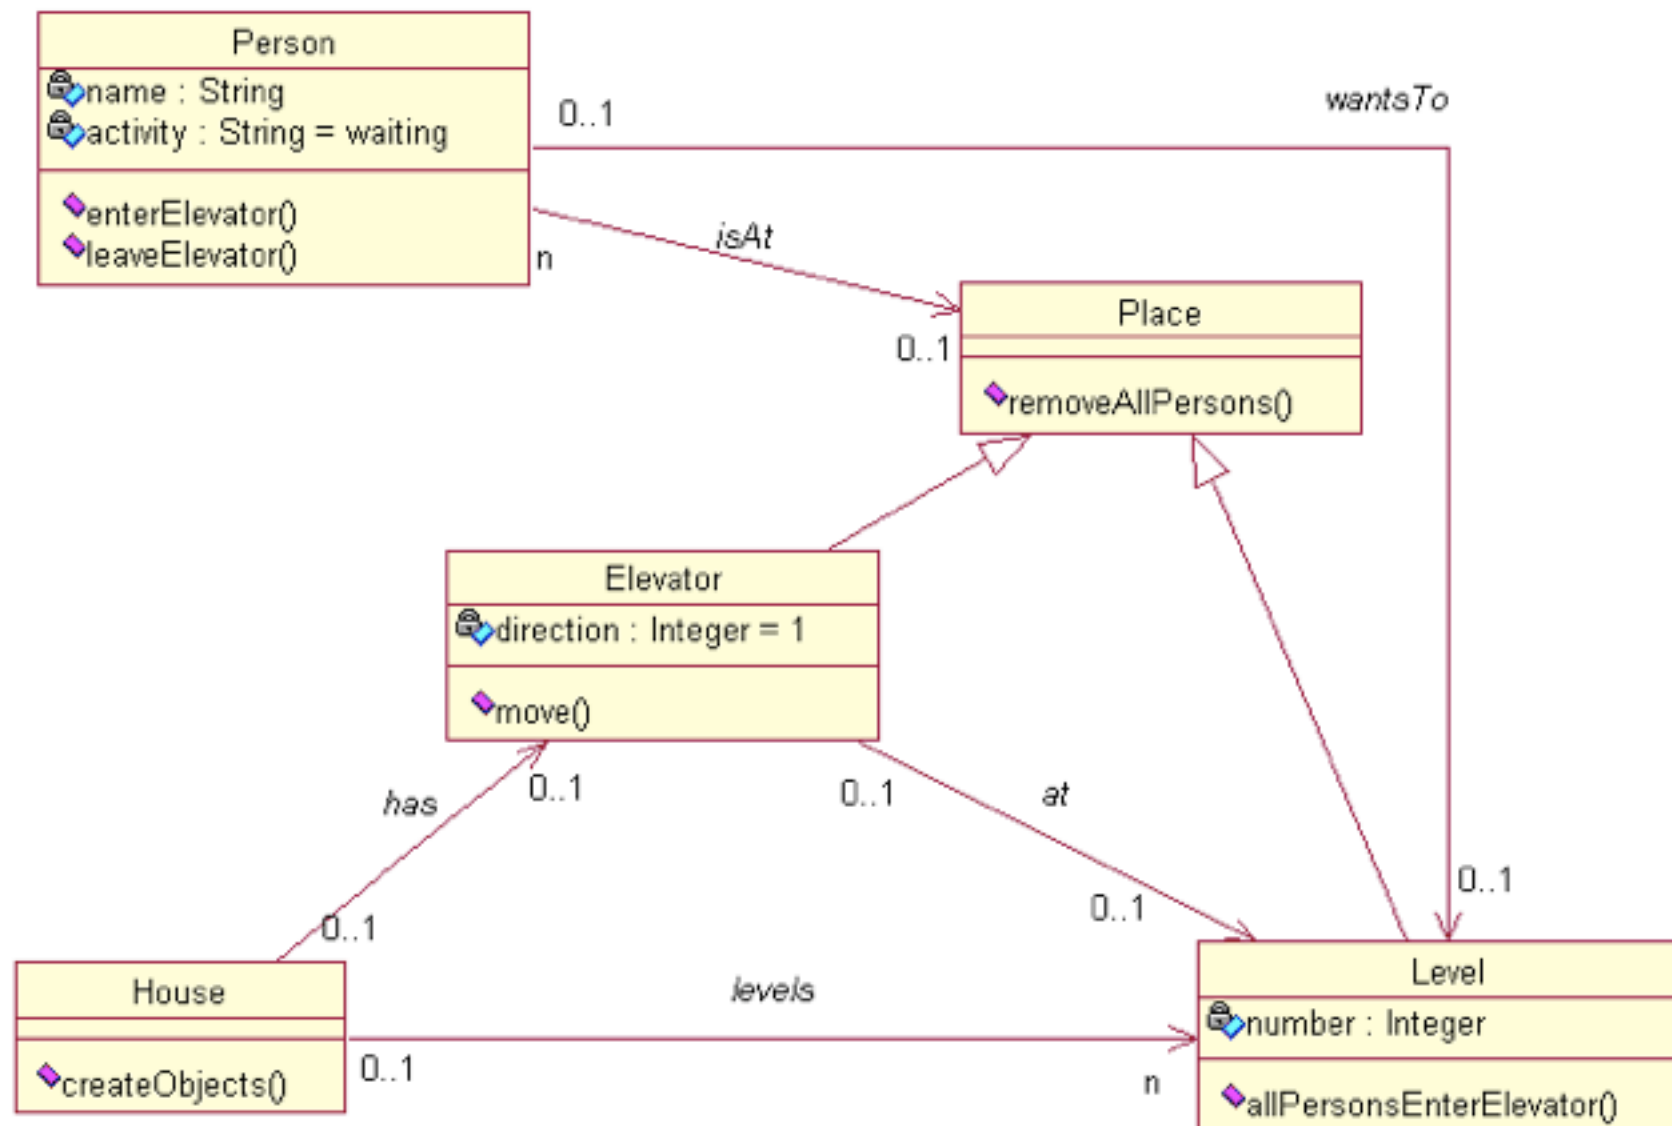 Person
name : String
activity : String = waiting
enterElevator()
leaveElevator()
0..1
wantsTo
n
isAt
0..1
Place
removeAllPersons()
Elevator
direction : Integer = 1
move()
has
0..1
0..1
at
0..1
0..1
0..1
House
createObjects()
levels
0..1
n
Level
number : Integer
allPersonsEnterElevator()